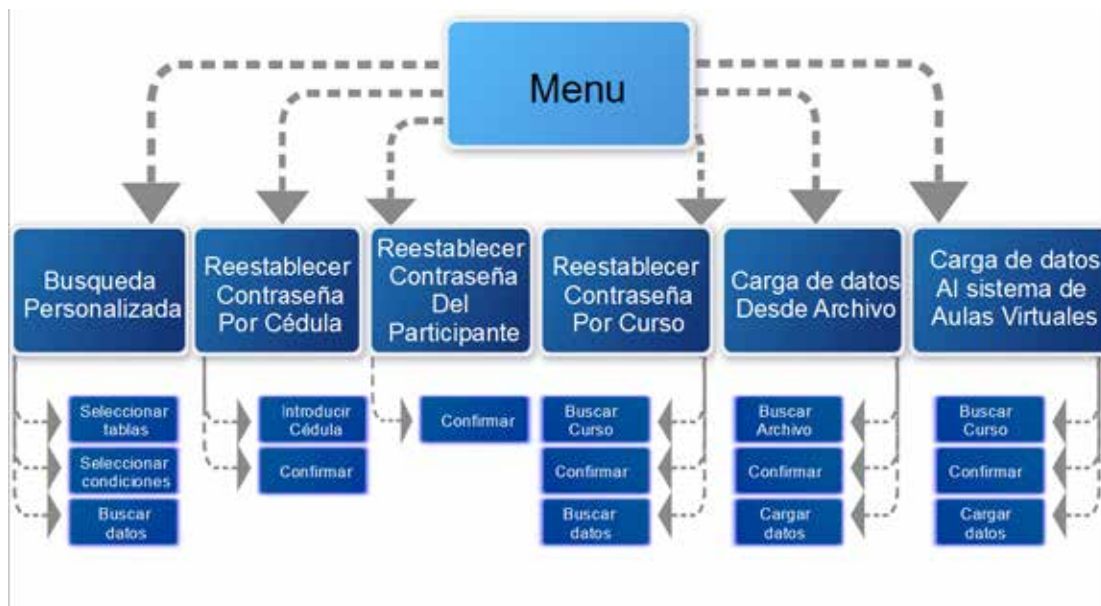 Menu
Busqueda
Personalizada
Reestablecer
Contraseña
Por Cédula
Reestablecer
Contraseña
Del
Participante
Reestablecer
Contraseña
Por Curso
Carga de datos
Desde Archivo
Carga de datos
Al sistema de
Aulas Virtuales
Seleccionar
tablas
Seleccionar
condiciones
Buscar
datos
Introducir
Cédula
Confirmar
Confirmar
Buscar
Curso
Confirmar
Buscar
datos
Buscar
Archivo
Confirmar
Cargar
datos
Buscar
Curso
Confirmar
Cargar
datos